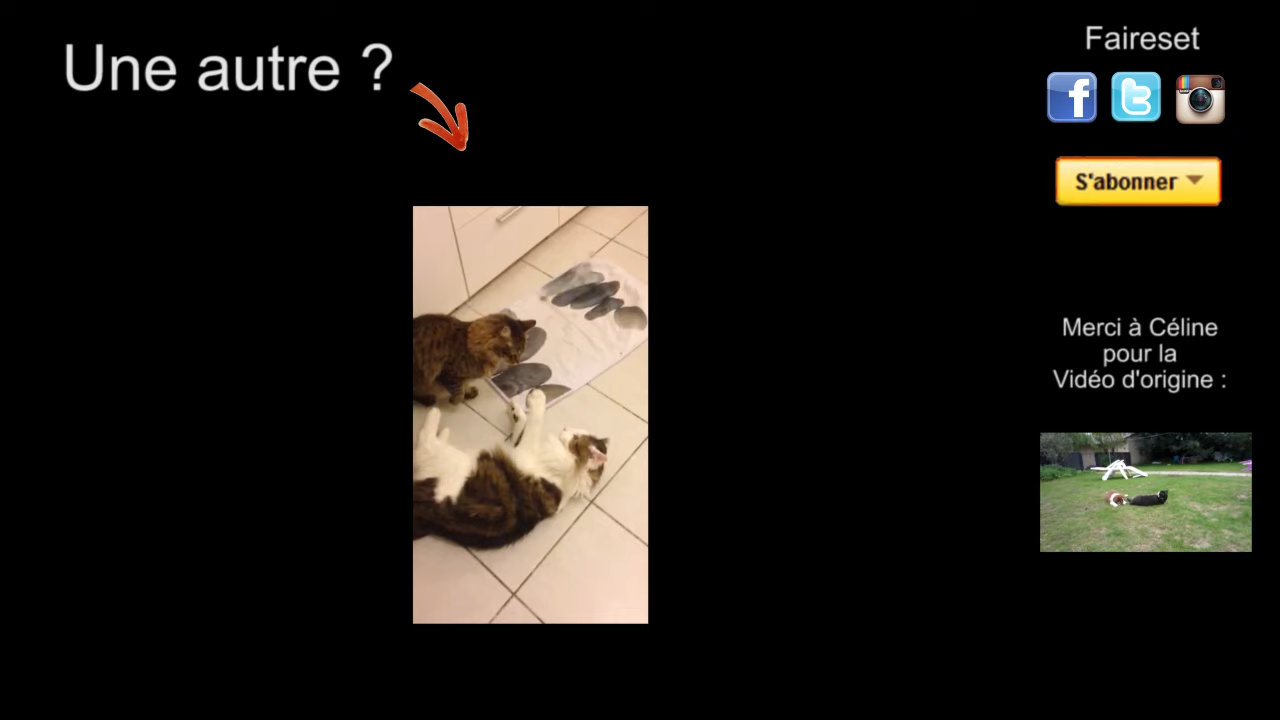 Une autre ?
Faireset
S'abonner
Merci à Céline
pour la
Vidéo d'origine :